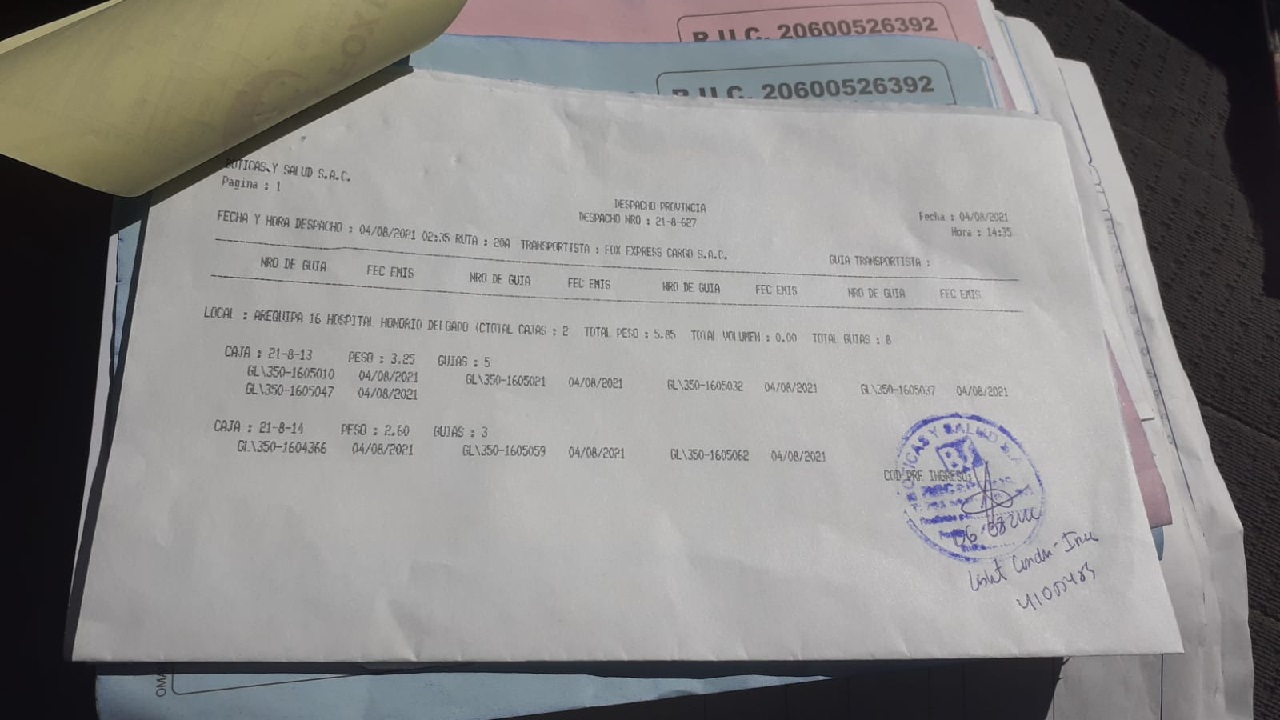 R.U.C. 20600526392
R.U.C. 20600526392
BOTICAS Y SALUD S.A.C.
Pagina : 1
DESPACHO PROVINCIA
DESPACHO NRO : 21-8-627
Fecha : 04/08/2021
Hora : 14:35
FECHA Y HORA DESPACHO : 04/08/2021 02:35 RUTA : 20A TRANSPORTISTA : FOX EXPRESS CARGO S.A.C. GUIA TRANSPORTISTA :
NRO DE GUIA FEC EMIS NRO DE GUIA FEC EMIS NRO DE GUIA FEC EMIS NRO DE GUIA FEC EMIS
LOCAL : AREQUIPA 16 HOSPITAL HONORIO DELGADO (CTOTAL CAJAS : 2 TOTAL PESO : 5.85 TOTAL VOLUMEN : 0.00 TOTAL GUIAS : 8
CAJA : 21-8-13 PESO : 3.25 GUIAS : 5
GL\350-1605010 04/08/2021 GL\350-1605021 04/08/2021 GL\350-1605032 04/08/2021 GL\350-1605037 04/08/2021
GL\350-1605047 04/08/2021
CAJA : 21-8-14 PESO : 2.60 GUIAS : 3
GL\350-1604366 04/08/2021 GL\350-1605059 04/08/2021 GL\350-1605062 04/08/2021
COD PRE INGRESO:
BOTICAS Y SALUD S.A.